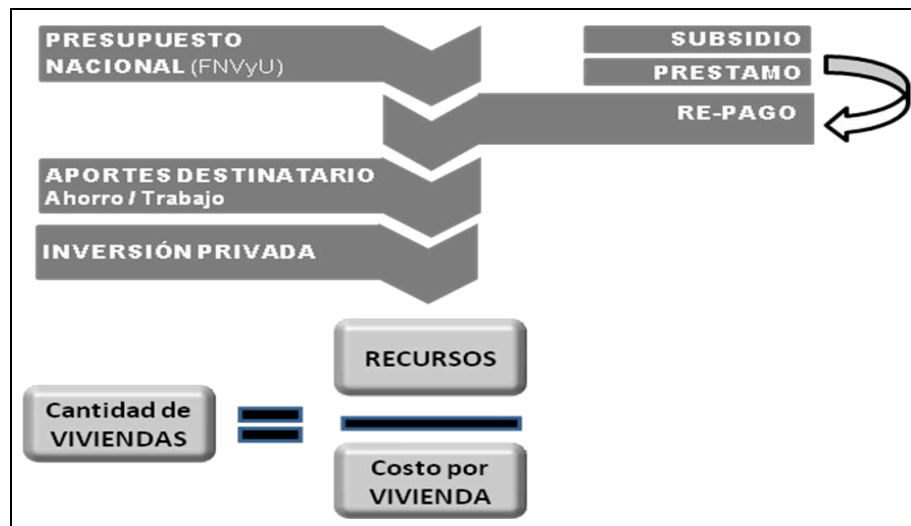 PRESUPUESTO
NACIONAL (FNVyU)
SUBSIDIO
PRESTAMO
RE-PAGO
APORTES DESTINATARIO
Ahorro / Trabajo
INVERSIÓN PRIVADA
RECURSOS
Cantidad de
VIVIENDAS
=
Costo por
VIVIENDA